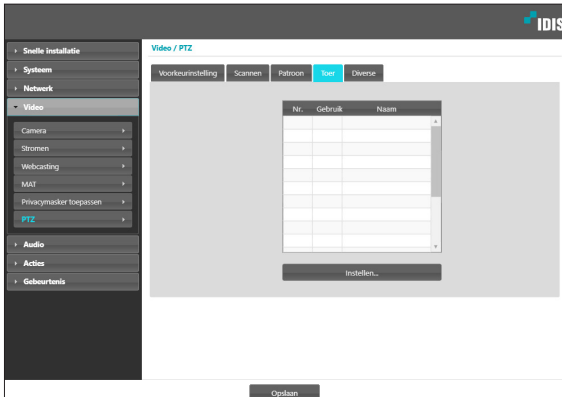 IDIS
Snelle installatie
Systeem
Netwerk
Video
Camera
Stromen
Webcasting
MAT
Privacymasker toepassen
PTZ
Audio
Acties
Gebeurtenis
Video / PTZ
Voorkeurinstelling Scannen Patroon Toer Diverse
Nr. Gebruik Naam
Instellen...
Opslaan